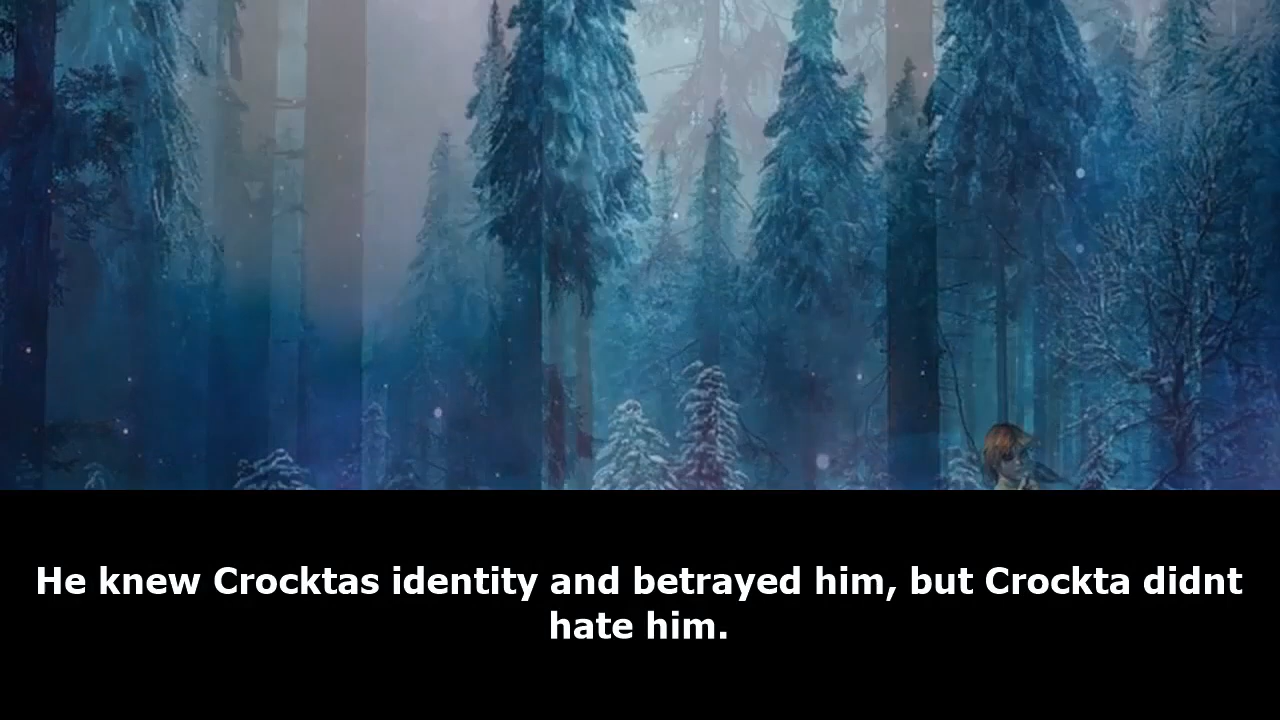 He knew Crocktas identity and betrayed him, but Crockta didnt
hate him.